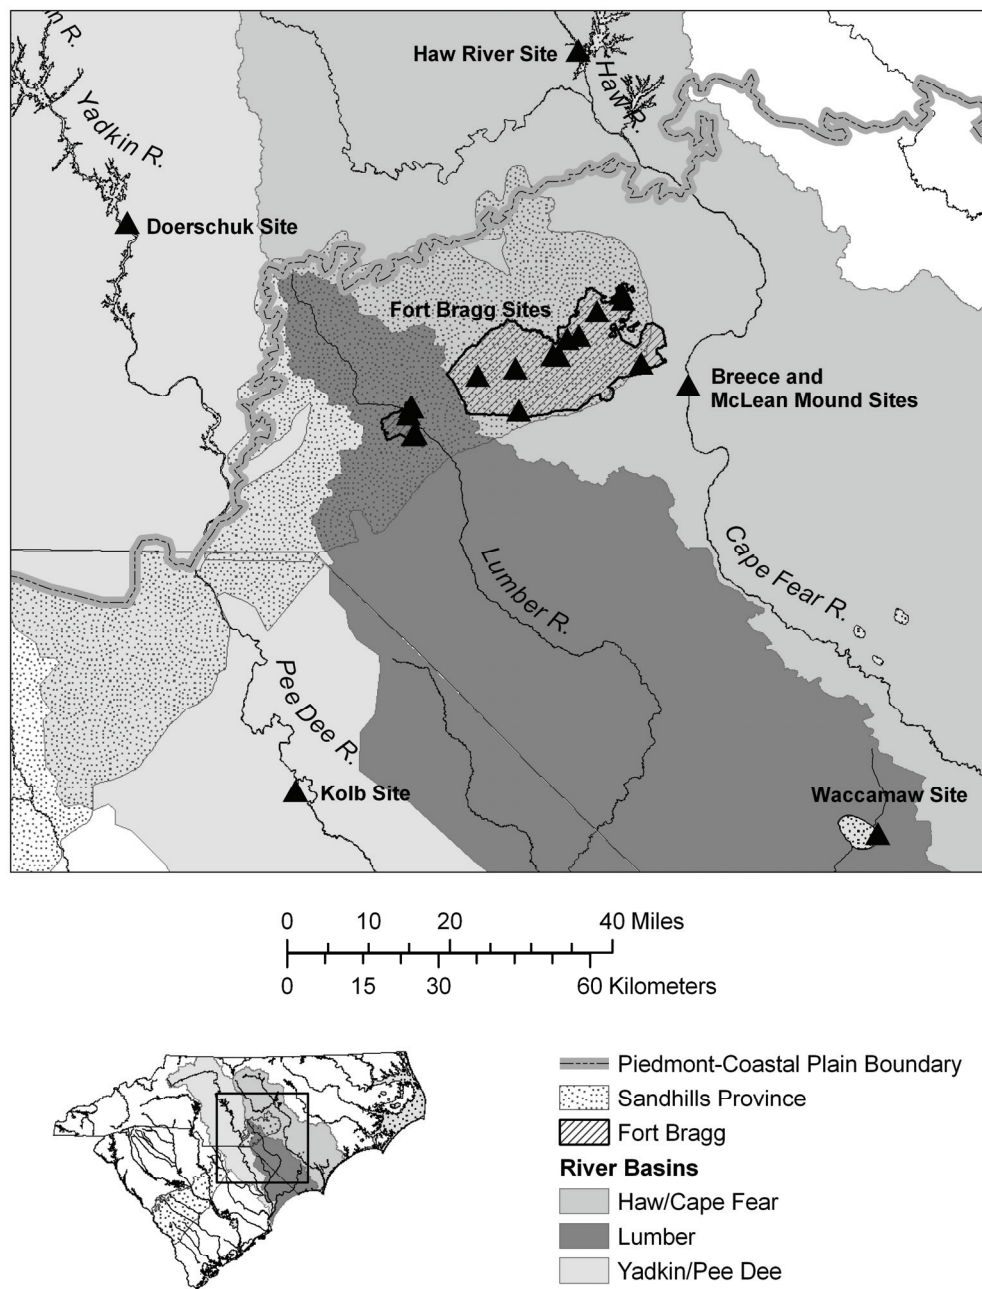 n R.
Haw River Site
Haw R.
Yadkin R.
Doerschuk Site
Fort Bragg Sites
Breece and
McLean Mound Sites
Lumber R.
Cape Fear R.
Pee Dee R.
Kolb Site
Waccamaw Site
0 10 20 40 Miles
0 15 30 60 Kilometers
Piedmont-Coastal Plain Boundary
Sandhills Province
Fort Bragg
River Basins
Haw/Cape Fear
Lumber
Yadkin/Pee Dee